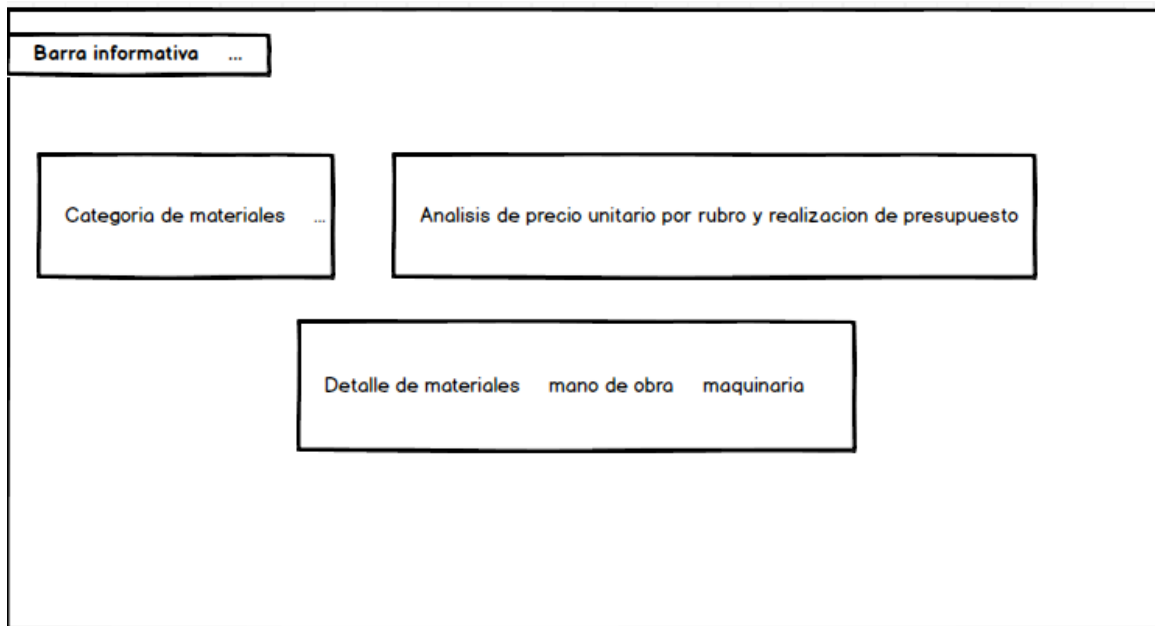 Barra informativa ...
Categoria de materiales ...
Analisis de precio unitario por rubro y realizacion de presupuesto
Detalle de materiales mano de obra maquinaria